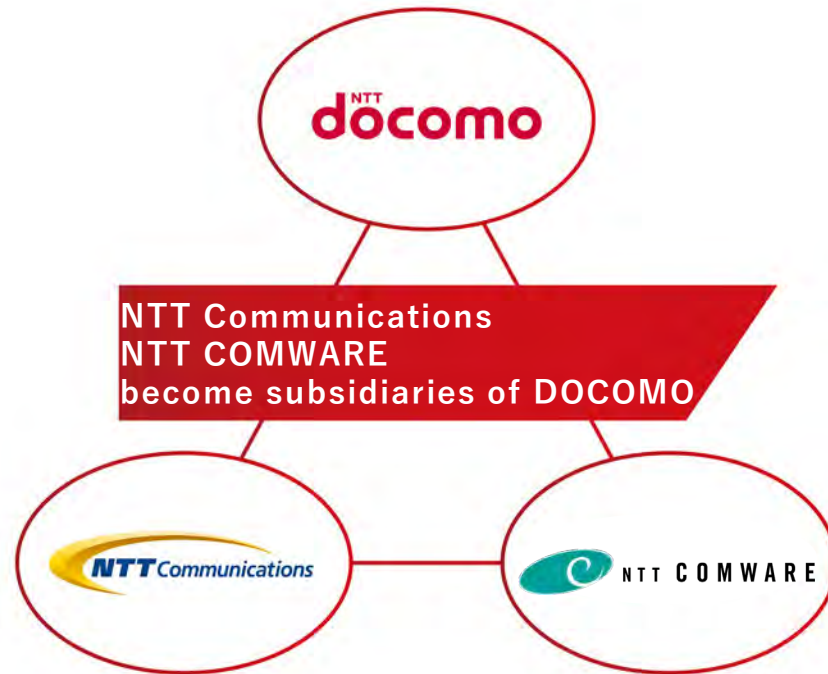 NTT
docomo
NTT Communications
NTT COMWARE
become subsidiaries of DOCOMO
NTT Communications
NTT COMWARE